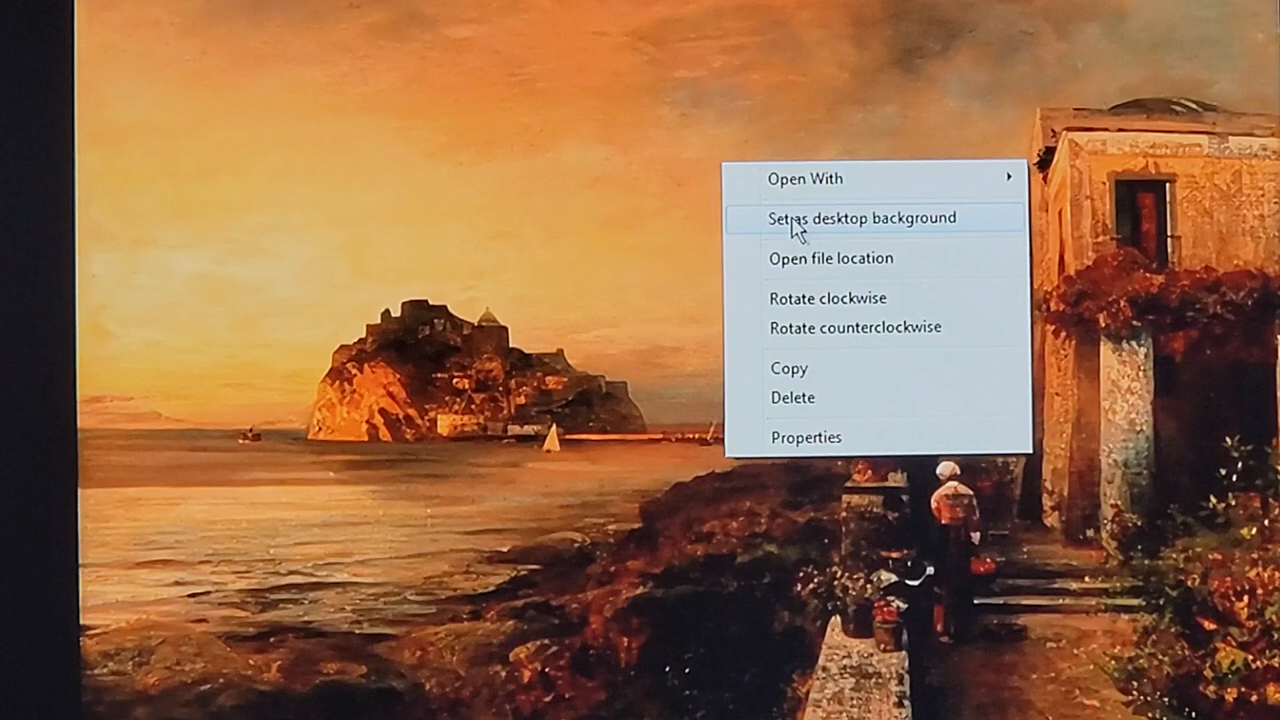 Open With
Set as desktop background
Open file location
Rotate clockwise
Rotate counterclockwise
Copy
Delete
Properties